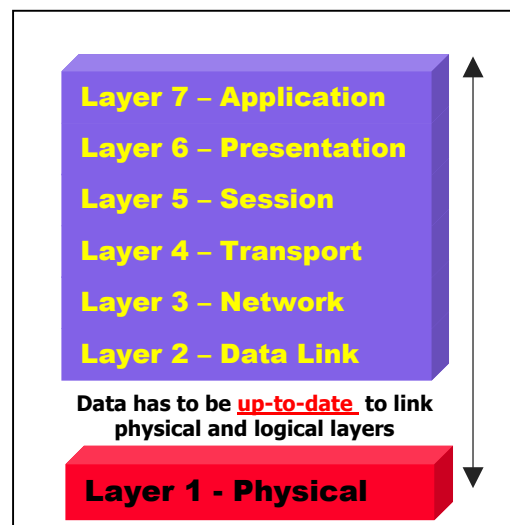 Layer 7 – Application
Layer 6 – Presentation
Layer 5 – Session
Layer 4 – Transport
Layer 3 – Network
Layer 2 – Data Link
Data has to be up-to-date to link
physical and logical layers
Layer 1 - Physical